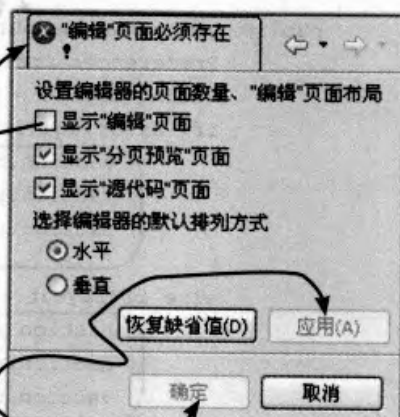 "编辑"页面必须存在
!
设置编辑器的页面数量、"编辑"页面布局
显示"编辑"页面
显示"分页预览"页面
显示"源代码"页面
选择编辑器的默认排列方式
水平
垂直
恢复缺省值(D) 应用(A)
确定 取消